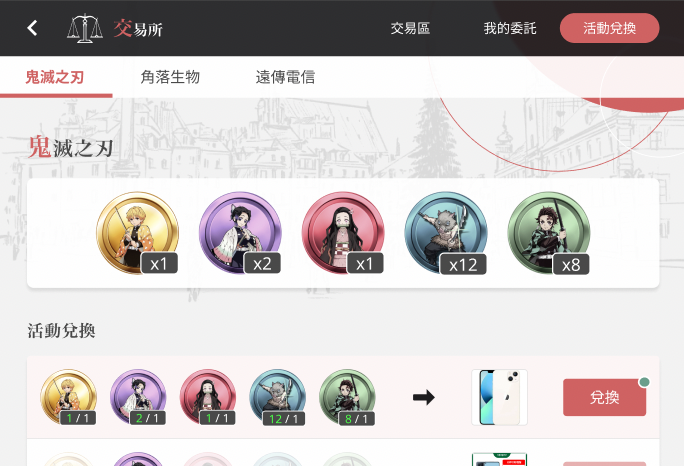 交易所
交易區
我的委託
活動兌換
鬼滅之刃
角落生物
遠傳電信
鬼滅之刃
x1
x2
x1
x12
x8
活動兌換
1 / 1
2 / 1
1 / 1
12 / 1
8 / 1
兌換